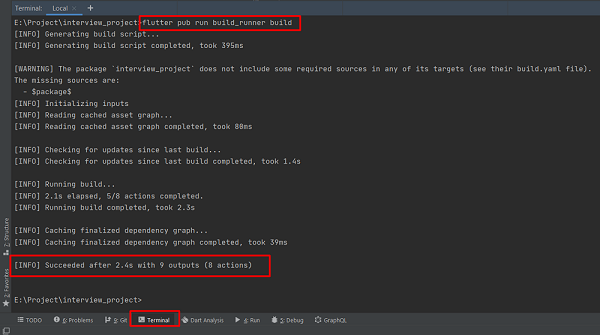 Terminal: Local × +
E:\Project\interview_project>flutter pub run build_runner build
[INFO] Generating build script...
[INFO] Generating build script completed, took 395ms
[WARNING] The package `interview_project` does not include some required sources in any of its targets (see their build.yaml file).
The missing sources are:
- $package$
[INFO] Initializing inputs
[INFO] Reading cached asset graph...
[INFO] Reading cached asset graph completed, took 80ms
[INFO] Checking for updates since last build...
[INFO] Checking for updates since last build completed, took 1.4s
[INFO] Running build...
[INFO] 2.1s elapsed, 5/8 actions completed.
[INFO] Running build completed, took 2.3s
[INFO] Caching finalized dependency graph...
[INFO] Caching finalized dependency graph completed, took 39ms
[INFO] Succeeded after 2.4s with 9 outputs (8 actions)
E:\Project\interview_project>
7: Structure
2: Favorites
TODO 6: Problems 9: Git Terminal Dart Analysis 4: Run 5: Debug GraphQL